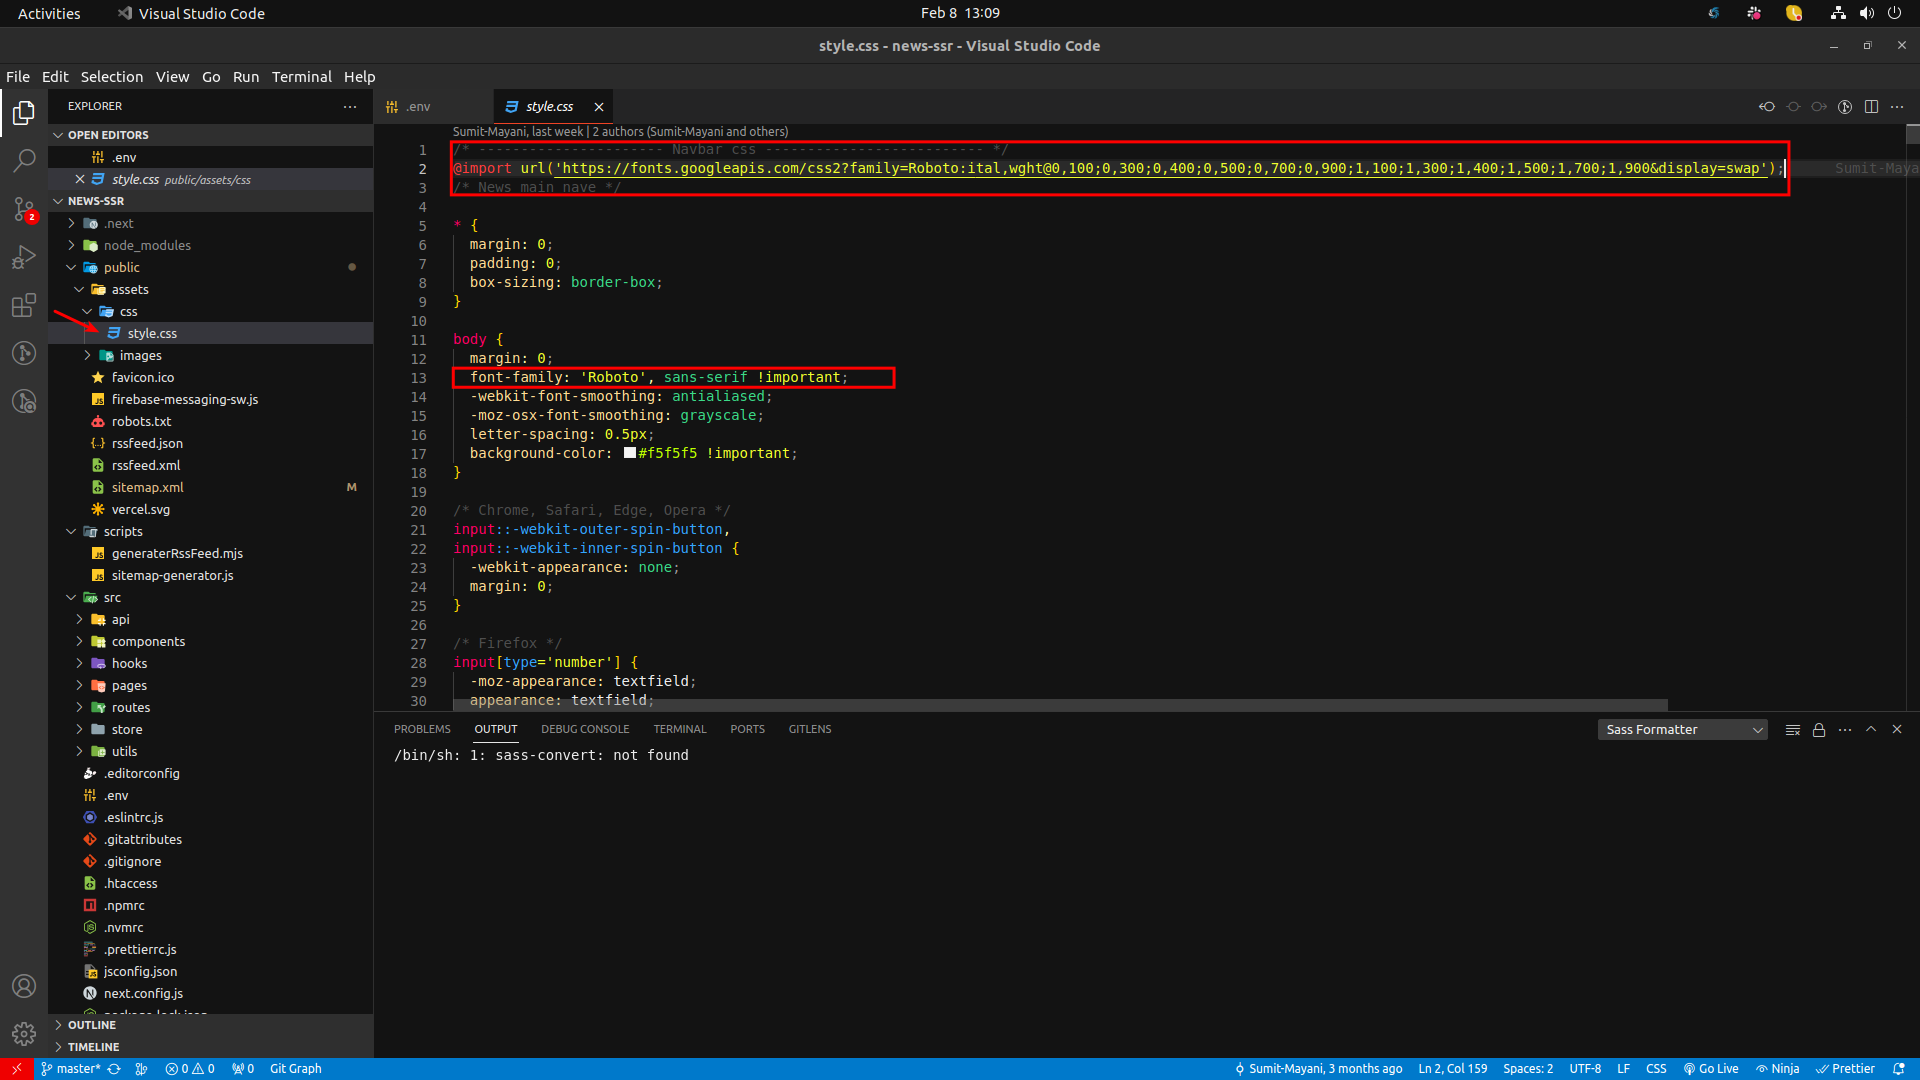 Activities
Visual Studio Code
Feb 8 13:09
style.css - news-ssr - Visual Studio Code
File Edit Selection View Go Run Terminal Help
EXPLORER
OPEN EDITORS
.env
style.css public/assets/css
2
NEWS-SSR
.next
node_modules
public
assets
css
style.css
images
favicon.ico
firebase-messaging-sw.js
robots.txt
rssfeed.json
rssfeed.xml
sitemap.xml M
vercel.svg
scripts
generaterRssFeed.mjs
sitemap-generator.js
src
api
components
hooks
pages
routes
store
utils
.editorconfig
.env
.eslintrc.js
.gitattributes
.gitignore
.htaccess
.npmrc
.nvmrc
.prettierrc.js
jsconfig.json
next.config.js
OUTLINE
TIMELINE
.env
style.css
Sumit-Mayani, last week | 2 authors (Sumit-Mayani and others)
1 /* ---------------------- Navbar css -------------------------- */
2 @import url('https://fonts.googleapis.com/css2?family=Roboto:ital,wght@0,100;0,300;0,400;0,500;0,700;0,900;1,100;1,300;1,400;1,500;1,700;1,900&display=swap'); Sumit-Maya
3 /* News main nave */
4
5 * {
6 margin: 0;
7 padding: 0;
8 box-sizing: border-box;
9 }
10
11 body {
12 margin: 0;
13 font-family: 'Roboto', sans-serif !important;
14 -webkit-font-smoothing: antialiased;
15 -moz-osx-font-smoothing: grayscale;
16 letter-spacing: 0.5px;
17 background-color: #f5f5f5 !important;
18 }
19
20 /* Chrome, Safari, Edge, Opera */
21 input::-webkit-outer-spin-button,
22 input::-webkit-inner-spin-button {
23 -webkit-appearance: none;
24 margin: 0;
25 }
26
27 /* Firefox */
28 input[type='number'] {
29 -moz-appearance: textfield;
30 appearance: textfield;
PROBLEMS OUTPUT DEBUG CONSOLE TERMINAL PORTS GITLENS
Sass Formatter
/bin/sh: 1: sass-convert: not found
master* 0 0 0 Git Graph
Sumit-Mayani, 3 months ago Ln 2, Col 159 Spaces: 2 UTF-8 LF CSS Go Live Ninja Prettier